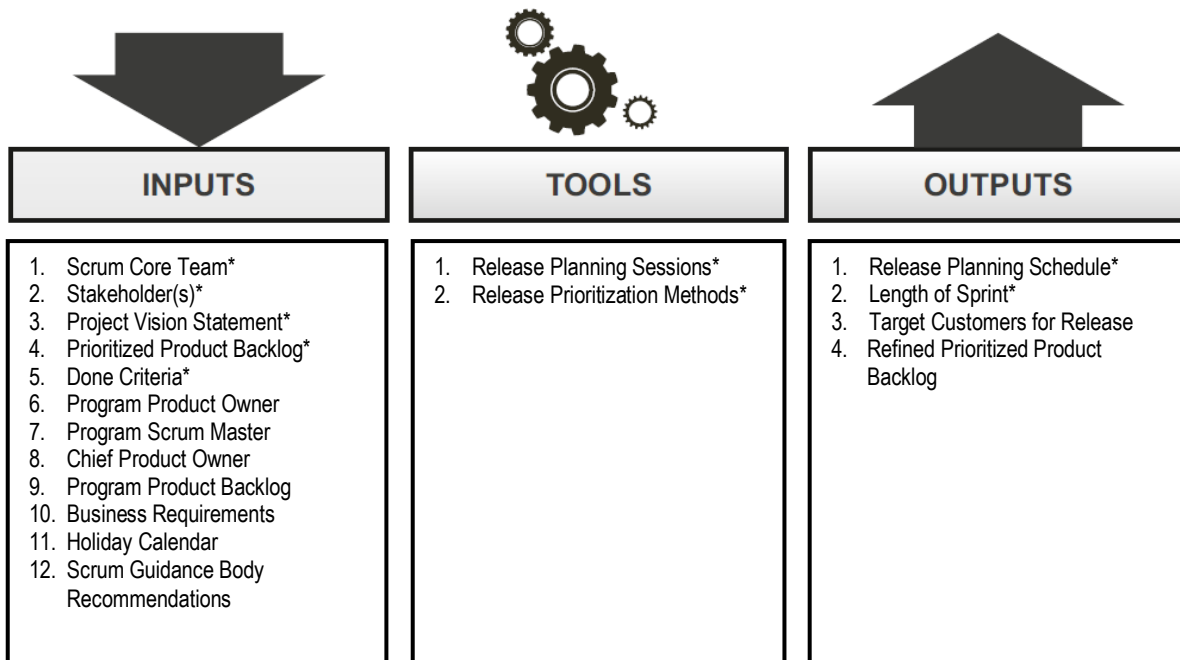 INPUTS
1. Scrum Core Team*
2. Stakeholder(s)*
3. Project Vision Statement*
4. Prioritized Product Backlog*
5. Done Criteria*
6. Program Product Owner
7. Program Scrum Master
8. Chief Product Owner
9. Program Product Backlog
10. Business Requirements
11. Holiday Calendar
12. Scrum Guidance Body
Recommendations
TOOLS
1. Release Planning Sessions*
2. Release Prioritization Methods*
OUTPUTS
1. Release Planning Schedule*
2. Length of Sprint*
3. Target Customers for Release
4. Refined Prioritized Product
Backlog